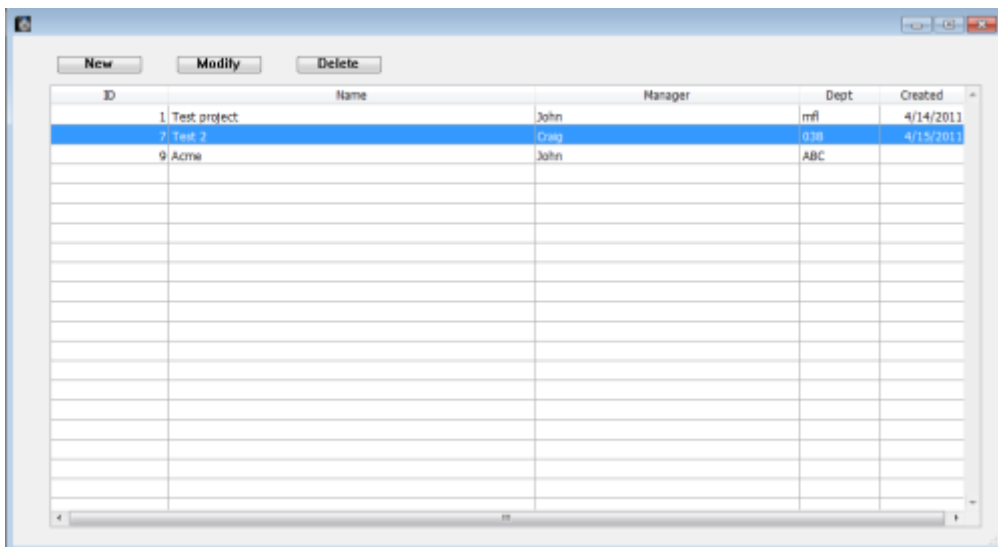 New Modify Delete
ID Name Manager Dept Created
1 Test project John mfl 4/14/2011
7 Test 2 Craig 038 4/15/2011
9 Acme John ABC